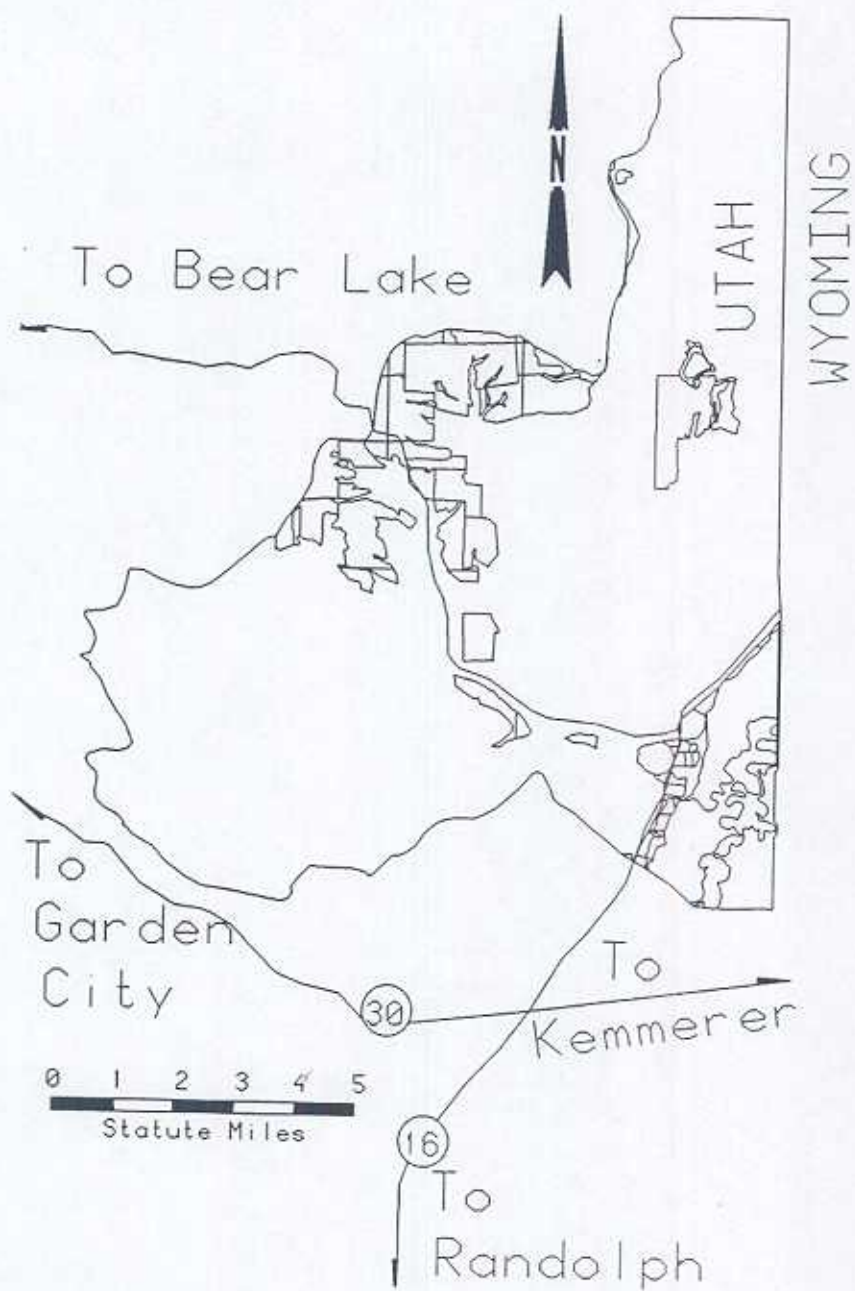 N
UTAH
WYOMING
To Bear Lake
To
Garden
City
30
To
Kemmerer
0 1 2 3 4 5
Statute Miles
16
To
Randolph